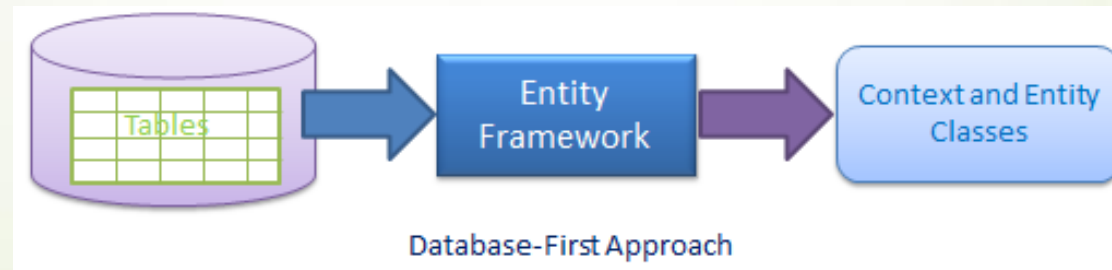 Tables
Entity
Framework
Context and Entity
Classes
Database-First Approach